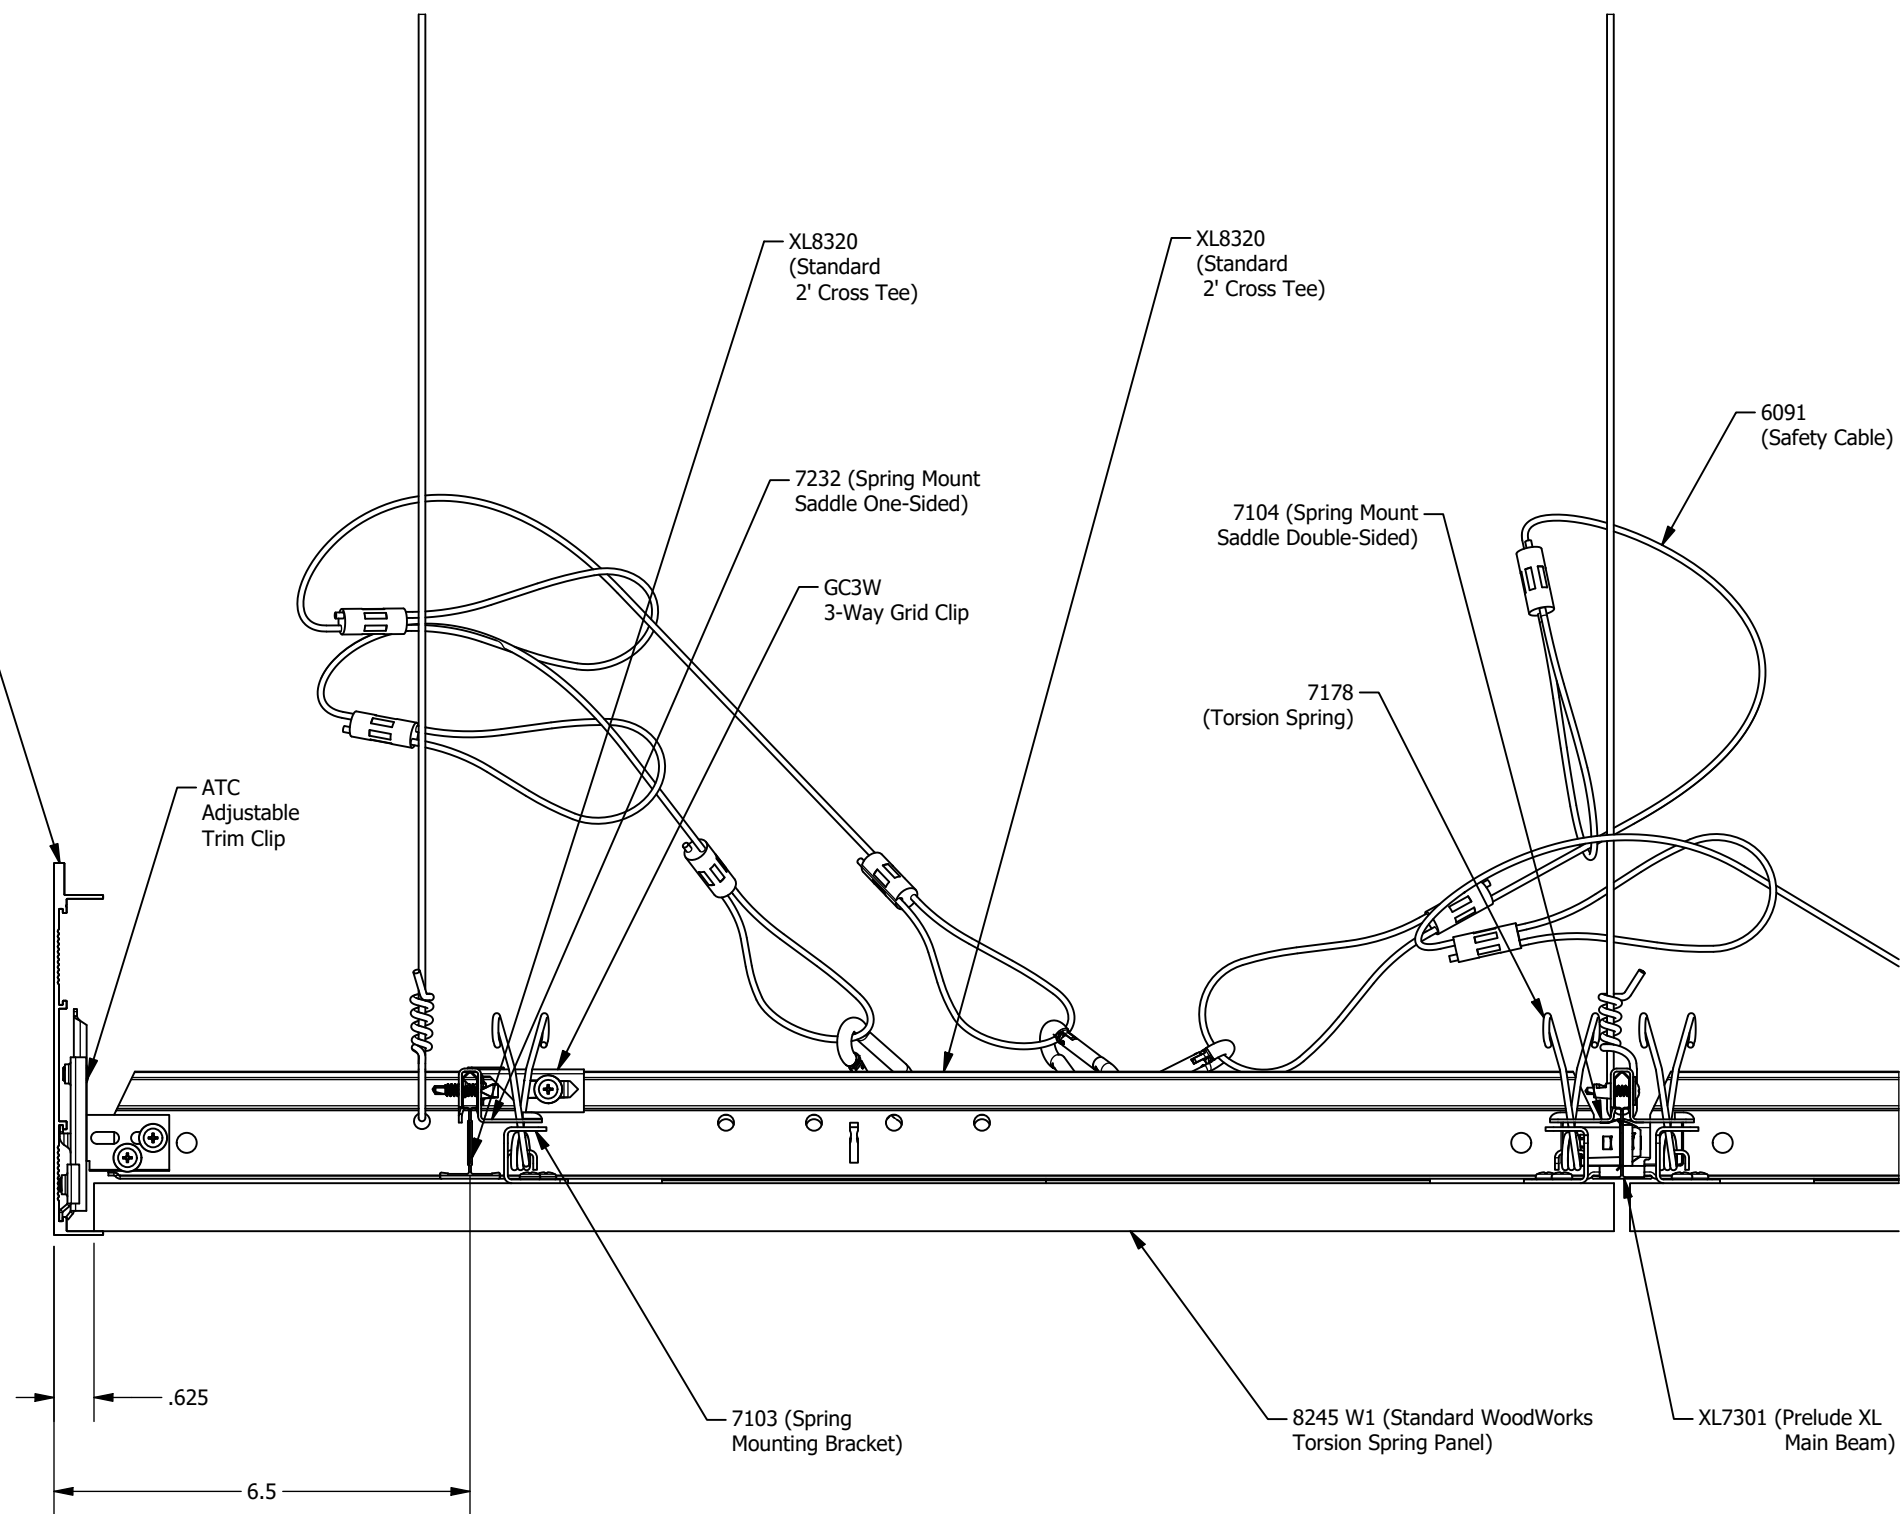 XL8320
(Standard
2' Cross Tee)
XL8320
(Standard
2' Cross Tee)
6091
(Safety Cable)
7232 (Spring Mount
Saddle One-Sided)
7104 (Spring Mount
Saddle Double-Sided)
GC3W
3-Way Grid Clip
7178
(Torsion Spring)
ATC
Adjustable
Trim Clip
.625
7103 (Spring
Mounting Bracket)
8245 W1 (Standard WoodWorks
Torsion Spring Panel)
XL7301 (Prelude XL
Main Beam)
6.5